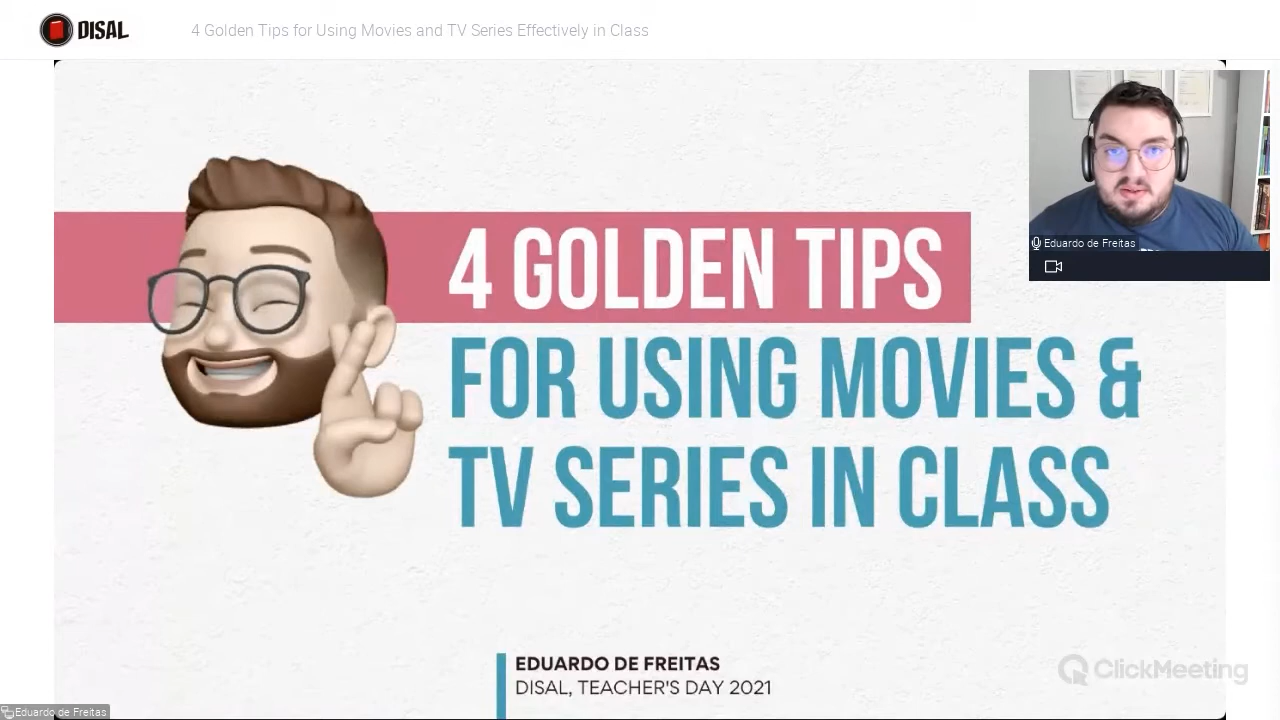 DISAL
4 Golden Tips for Using Movies and TV Series Effectively in Class
Eduardo de Freitas
4 GOLDEN TIPS
FOR USING MOVIES &
TV SERIES IN CLASS
EDUARDO DE FREITAS
DISAL, TEACHER'S DAY 2021
ClickMeeting
Eduardo de Freitas